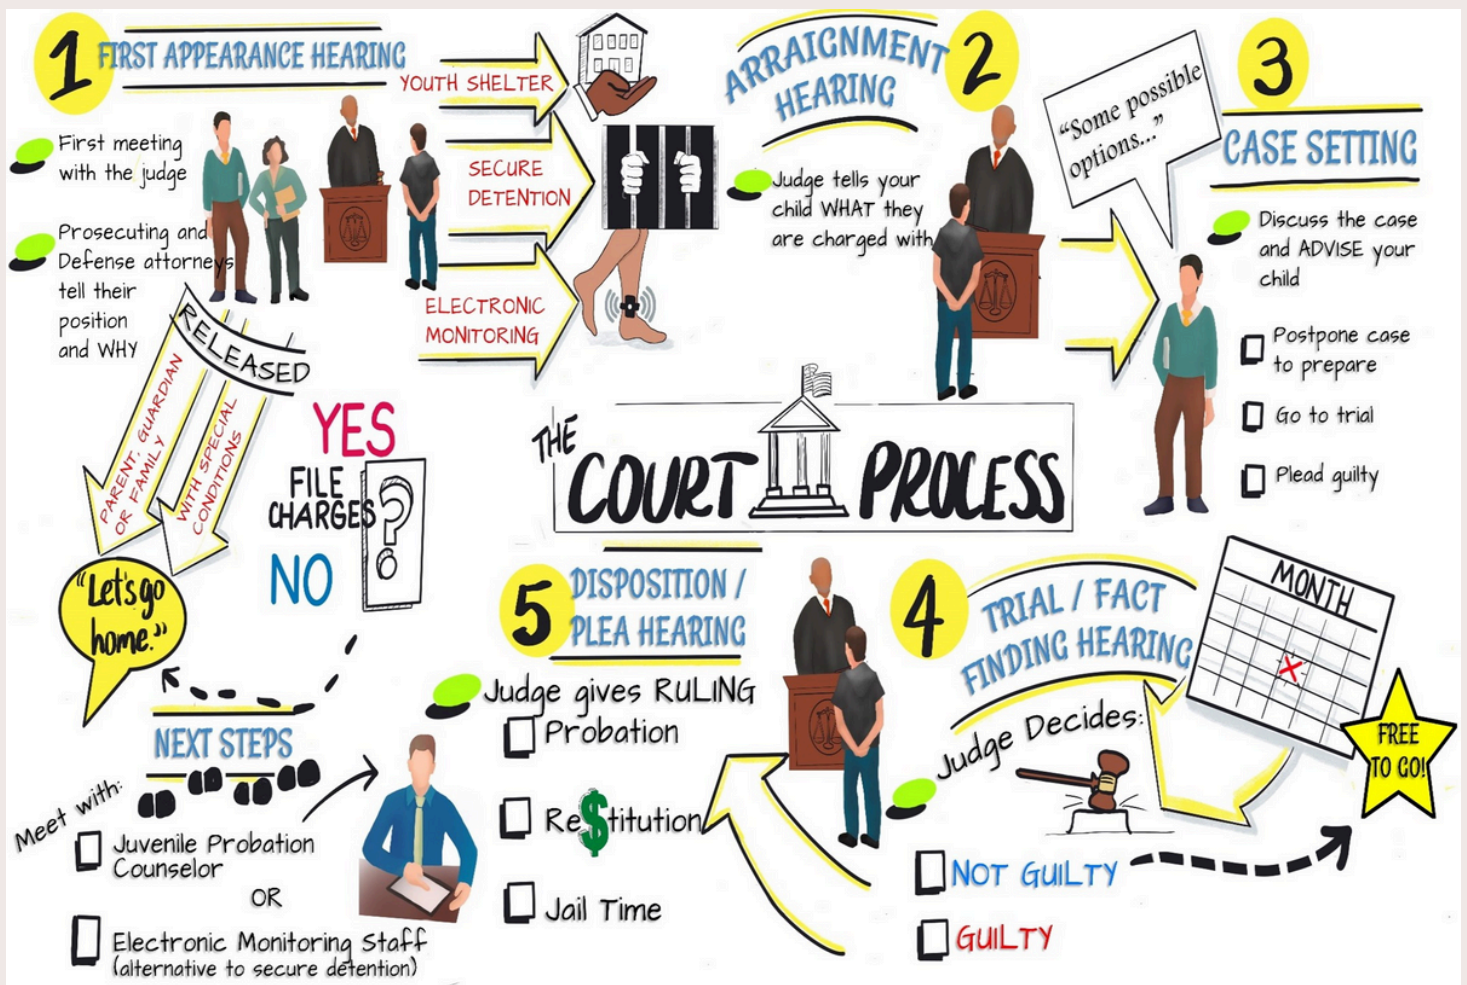 1
FIRST APPEARANCE HEARING
First meeting
with the judge
Prosecuting and
Defense attorneys
tell their
position
and WHY
YOUTH SHELTER
SECURE
DETENTION
ELECTRONIC
MONITORING
RELEASED
PARENT, GUARDIAN
OR FAMILY
WITH SPECIAL
CONDITIONS
"Let's go
home."
YES
FILE
CHARGES
?
NO
NEXT STEPS
Meet with:
Juvenile Probation
Counselor
OR
Electronic Monitoring Staff
(alternative to secure detention)
2
ARRAIGNMENT
HEARING
Judge tells your
child WHAT they
are charged with
"Some possible
options..."
3
CASE SETTING
Discuss the case
and ADVISE your
child
Postpone case
to prepare
Go to trial
Plead guilty
THE
COURT PROCESS
4
TRIAL / FACT
FINDING HEARING
MONTH
X
Judge Decides:
NOT GUILTY
GUILTY
FREE
TO GO!
5
DISPOSITION /
PLEA HEARING
Judge gives RULING
Probation
Re$titution
Jail Time